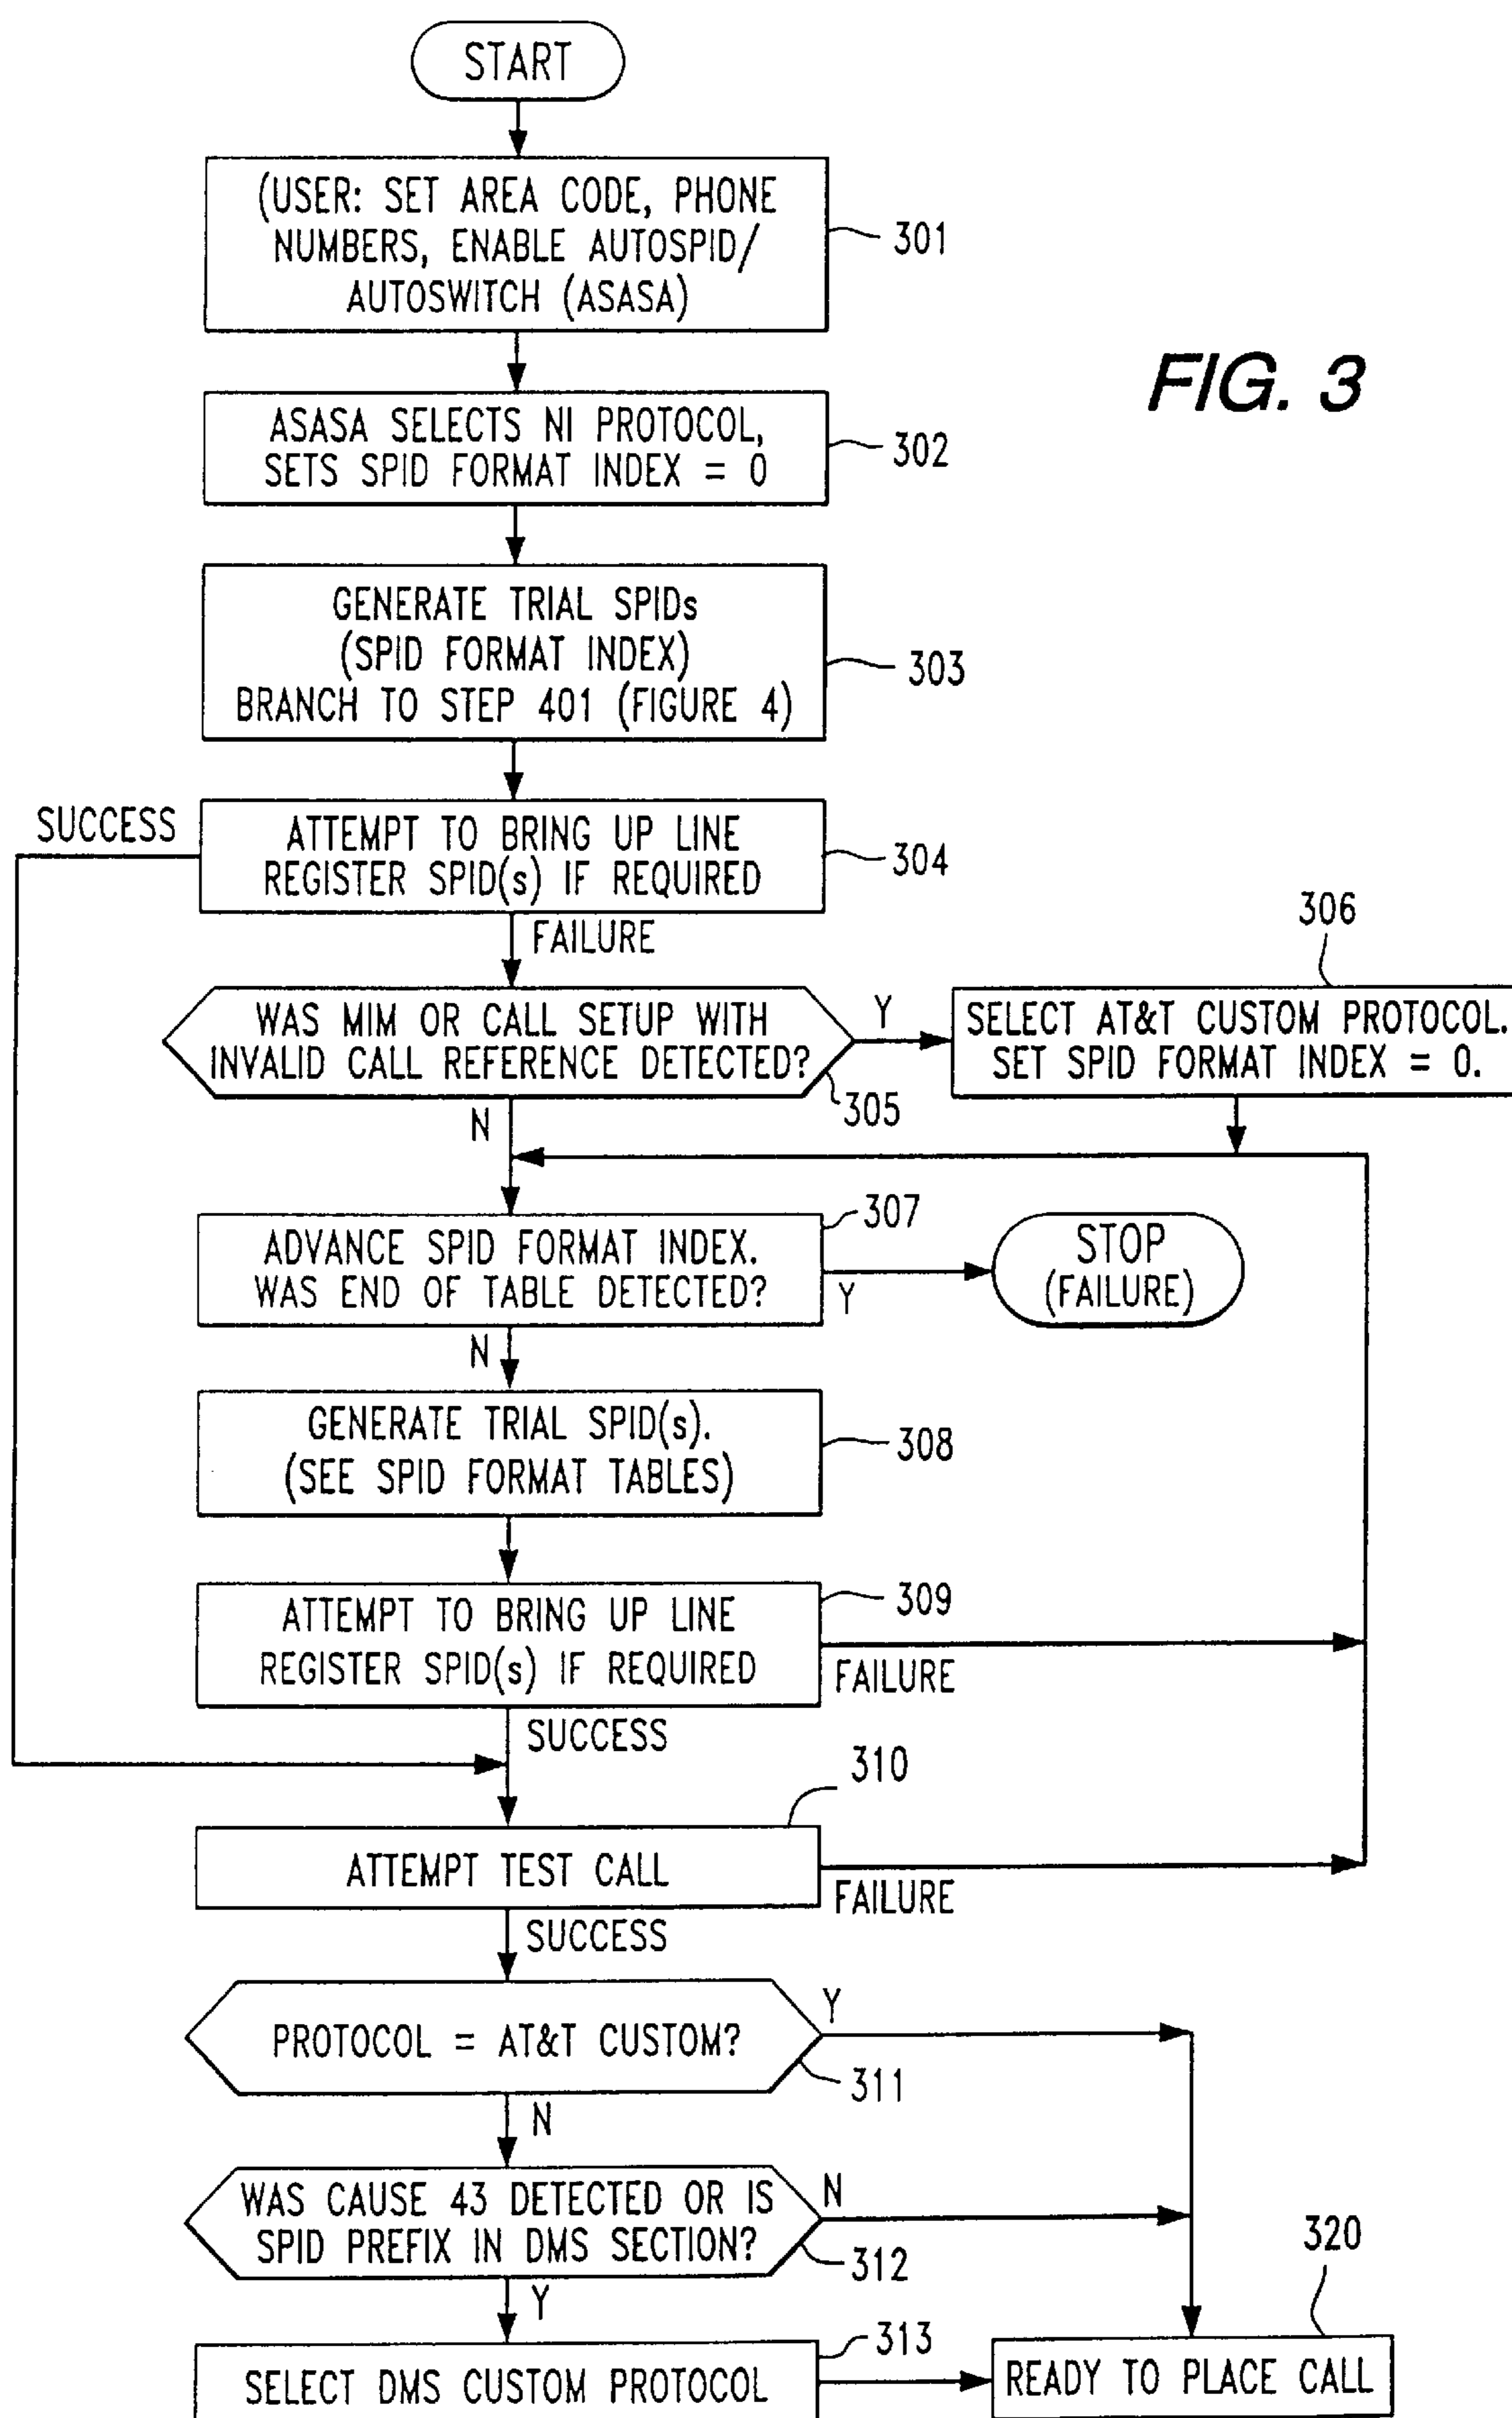 START
(USER: SET AREA CODE, PHONE
NUMBERS, ENABLE AUTOSPID/
AUTOSWITCH (ASASA)
301
FIG. 3
ASASA SELECTS NI PROTOCOL,
SETS SPID FORMAT INDEX = 0
302
GENERATE TRIAL SPIDs
(SPID FORMAT INDEX)
BRANCH TO STEP 401 (FIGURE 4)
303
SUCCESS
ATTEMPT TO BRING UP LINE
REGISTER SPID(s) IF REQUIRED
304
FAILURE
306
WAS MIM OR CALL SETUP WITH
INVALID CALL REFERENCE DETECTED?
305
Y
SELECT AT&T CUSTOM PROTOCOL.
SET SPID FORMAT INDEX = 0.
N
307
ADVANCE SPID FORMAT INDEX.
WAS END OF TABLE DETECTED?
Y
STOP
(FAILURE)
N
GENERATE TRIAL SPID(s).
(SEE SPID FORMAT TABLES)
308
ATTEMPT TO BRING UP LINE
REGISTER SPID(s) IF REQUIRED
309
FAILURE
SUCCESS
310
ATTEMPT TEST CALL
FAILURE
SUCCESS
PROTOCOL = AT&T CUSTOM?
Y
311
N
WAS CAUSE 43 DETECTED OR IS
SPID PREFIX IN DMS SECTION?
N
312
Y
320
313
SELECT DMS CUSTOM PROTOCOL
READY TO PLACE CALL